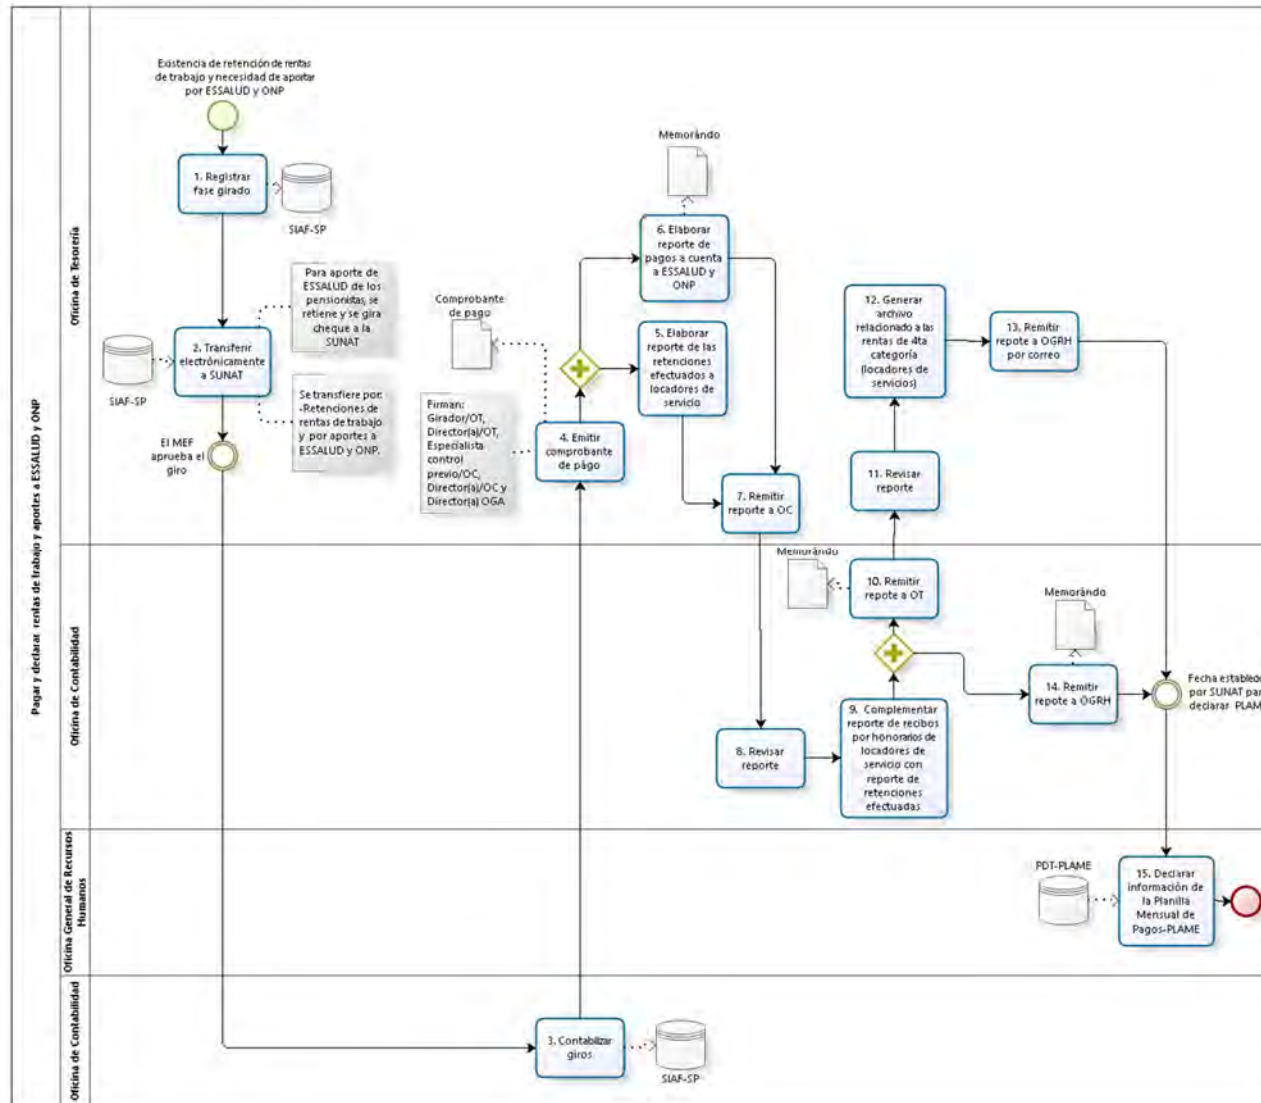 Pagar y declarar rentas de trabajo y aportes a ESSALUD y ONP
Oficina de Tesorería
Existencia de retención de rentas
de trabajo y necesidad de aportar
por ESSALUD y ONP
1. Registrar
fase girado
SIAF-SP
Para aporte de
ESSALUD de los
pensionistas, se
retiene y se gira
cheque a la
SUNAT
2. Transferir
electrónicamente
a SUNAT
SIAF-SP
Se transfiere por:
-Retenciones de
rentas de trabajo
y por aportes a
ESSALUD y ONP.
El MEF
aprueba el
giro
Comprobante
de pago
Firman:
Girador/OT,
Director(a)/OT,
Especialista
control
previo/OC,
Director(a)/OC y
Director(a) OGA
4. Emitir
comprobante
de págo
Memorándo
6. Elaborar
reporte de
pagos a cuenta
a ESSALUD y
ONP
5. Elaborar
reporte de las
retenciones
efectuados a
locadores de
servicio
7. Remitir
reporte a OC
12. Generar
archivo
relacionado a las
rentas de 4ta
categoría
(locadores de
servicios)
13. Remitir
repote a OGRH
por correo
11. Revisar
reporte
Oficina de Contabilidad
Memorándo
10. Remitir
repote a OT
Memorándo
14. Remitir
repote a OGRH
Fecha estable
por SUNAT par
declarar PLAM
8. Revisar
reporte
9. Complementar
reporte de recibos
por honorarios de
locadores de
servicio con
reporte de
retenciones
efectuadas
Oficina General de Recursos
Humanos
PDT-PLAME
15. Declarar
información de
la Planilla
Mensual de
Pagos-PLAME
Oficina de Contabilidad
3. Contabilizar
giros
SIAF-SP